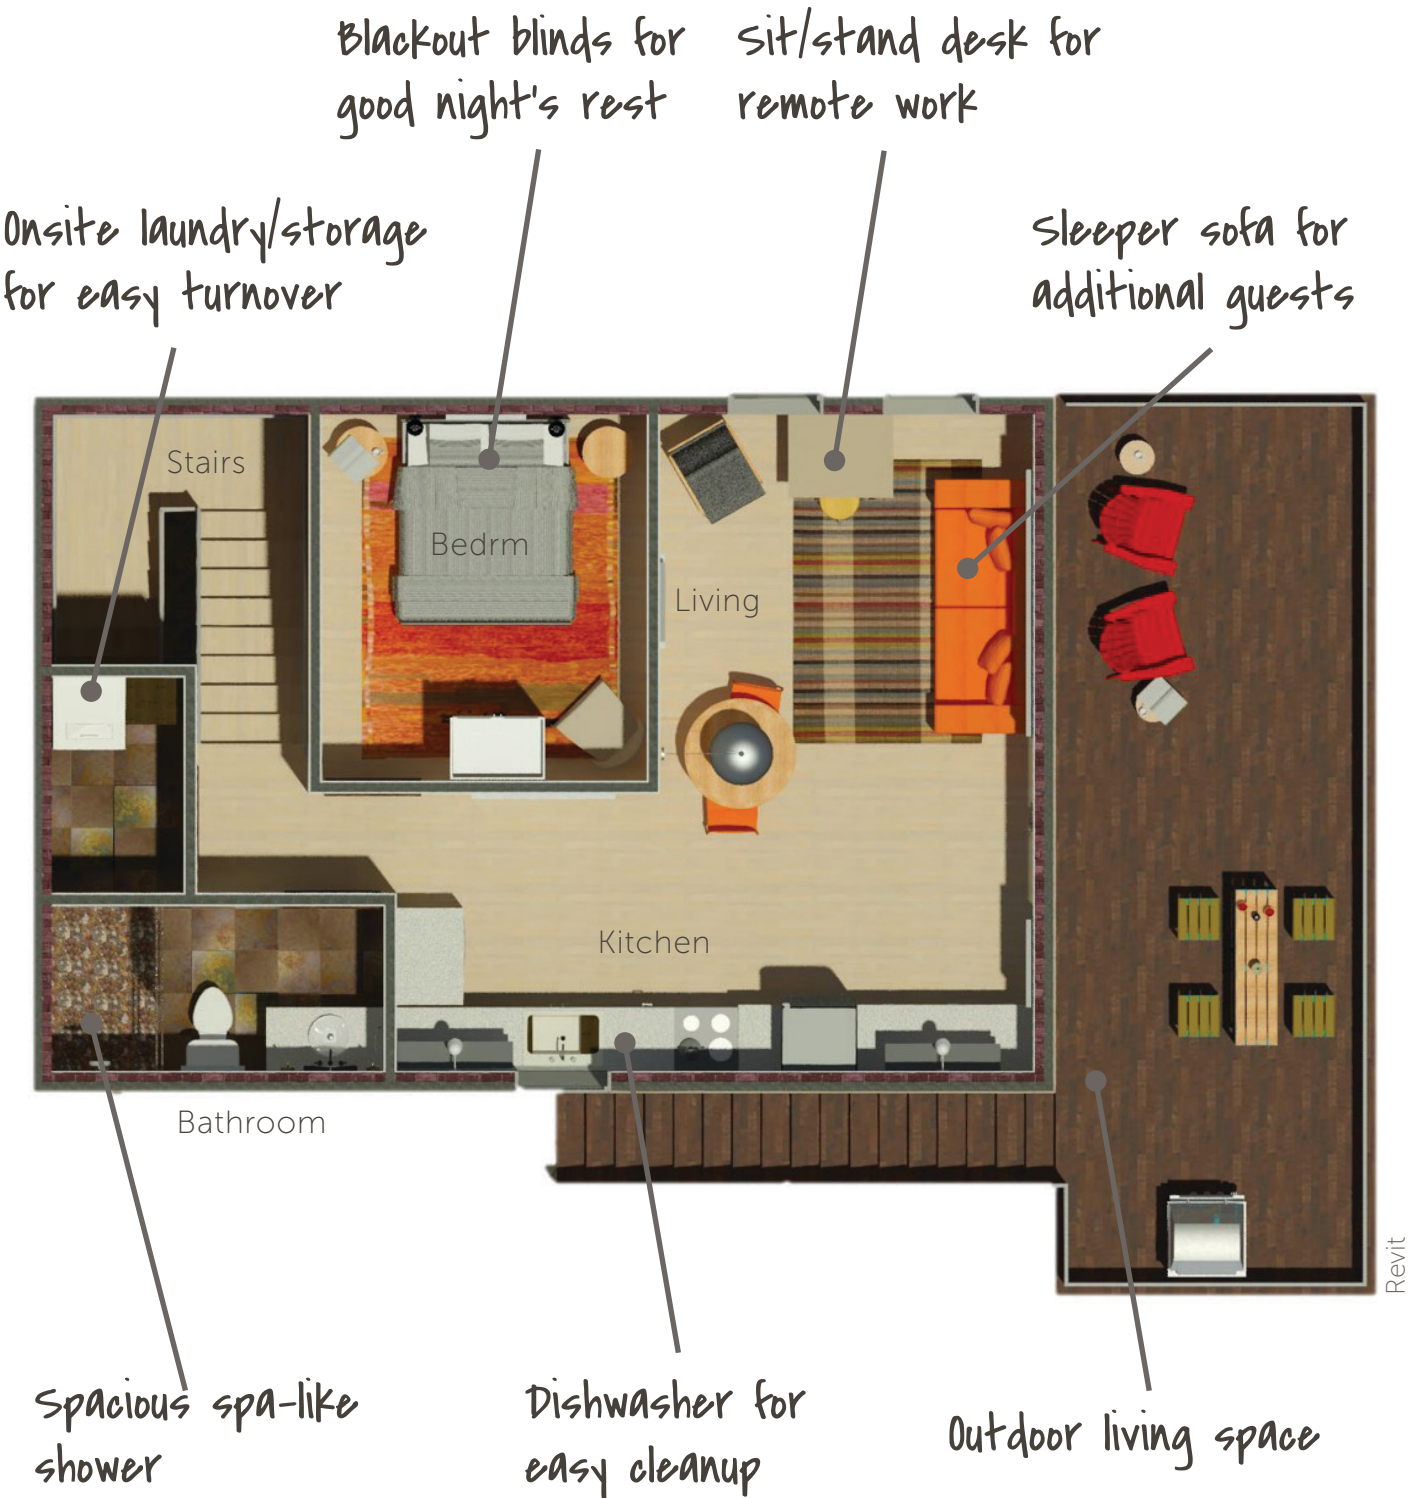 Blackout blinds for
good night's rest
Sit/stand desk for
remote work
Onsite laundry/storage
for easy turnover
Sleeper sofa for
additional guests
Stairs
Bedrm
Living
Kitchen
Bathroom
Revit
Spacious spa-like
shower
Dishwasher for
easy cleanup
Outdoor living space